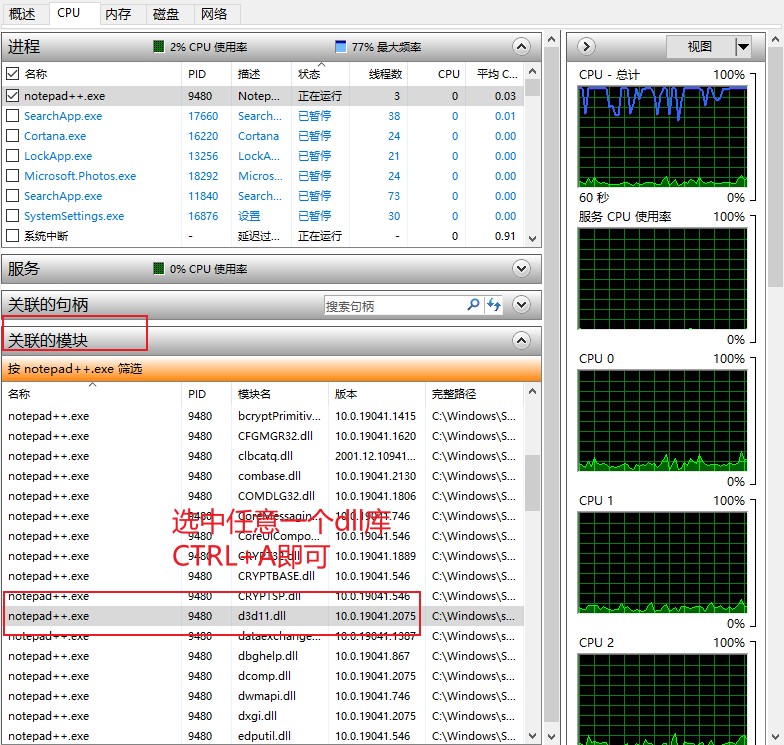 概述 CPU 内存 磁盘 网络
进程 2% CPU 使用率 77% 最大频率
名称 PID 描述 状态 线程数 CPU 平均 C...
notepad++.exe 9480 Notep... 正在运行 3 0 0.03
SearchApp.exe 17660 Search... 已暂停 38 0 0.01
Cortana.exe 16220 Cortana 已暂停 24 0 0.00
LockApp.exe 13256 LockA... 已暂停 21 0 0.00
Microsoft.Photos.exe 18292 Micros... 已暂停 24 0 0.00
SearchApp.exe 11840 Search... 已暂停 73 0 0.00
SystemSettings.exe 16876 设置 已暂停 30 0 0.00
系统中断 - 延迟过... 正在运行 - 0 0.91
服务 0% CPU 使用率
关联的句柄 搜索句柄
关联的模块
按 notepad++.exe 筛选
名称 PID 模块名 版本 完整路径
notepad++.exe 9480 bcryptPrimitiv... 10.0.19041.1415 C:\Windows\S...
notepad++.exe 9480 CFGMGR32.dll 10.0.19041.1620 C:\Windows\S...
notepad++.exe 9480 clbcatq.dll 2001.12.10941... C:\Windows\S...
notepad++.exe 9480 combase.dll 10.0.19041.2130 C:\Windows\S...
notepad++.exe 9480 COMDLG32.dll 10.0.19041.1806 C:\Windows\S...
notepad++.exe 9480 CoreMessagin... 10.0.19041.746 C:\Windows\S...
notepad++.exe 9480 CoreUICompo... 10.0.19041.546 C:\Windows\S...
notepad++.exe 9480 CRYPT32.dll 10.0.19041.1889 C:\Windows\S...
notepad++.exe 9480 CRYPTBASE.dll 10.0.19041.546 C:\Windows\S...
notepad++.exe 9480 CRYPTSP.dll 10.0.19041.546 C:\Windows\S...
notepad++.exe 9480 d3d11.dll 10.0.19041.2075 C:\Windows\s...
notepad++.exe 9480 dataexchange... 10.0.19041.1387 C:\Windows\s...
notepad++.exe 9480 dbghelp.dll 10.0.19041.867 C:\Windows\S...
notepad++.exe 9480 dcomp.dll 10.0.19041.2075 C:\Windows\s...
notepad++.exe 9480 dwmapi.dll 10.0.19041.746 C:\Windows\s...
notepad++.exe 9480 dxgi.dll 10.0.19041.2075 C:\Windows\s...
notepad++.exe 9480 edputil.dll 10.0.19041.546 C:\Windows\S...
选中任意一个dll库
CTRL+A即可
视图
CPU - 总计 100%
60 秒 0%
服务 CPU 使用率 100%
0%
CPU 0 100%
0%
CPU 1 100%
0%
CPU 2 100%